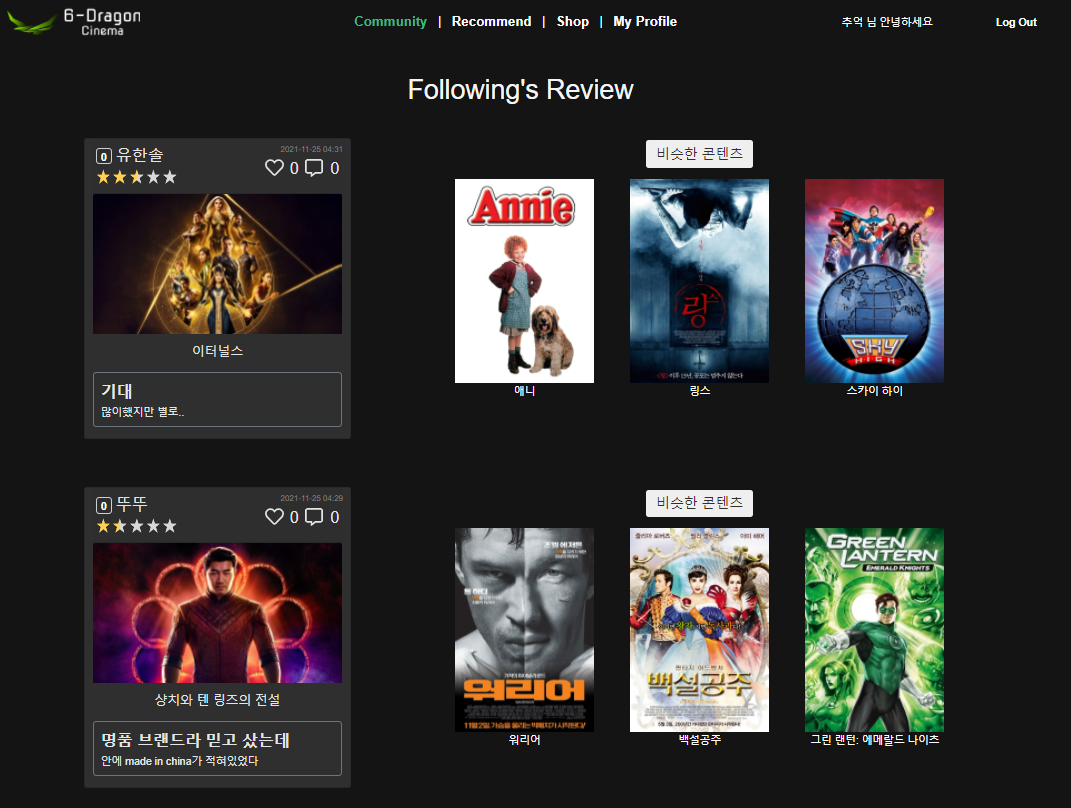 6-Dragon
Cinema
Community | Recommend | Shop | My Profile
추억 님 안녕하세요
Log Out
Following's Review
0 유한솔
2021-11-25 04:31
0 0
이터널스
기대
많이했지만 별로..
비슷한 콘텐츠
Annie
애니
링스
SKY
HIGH
스카이 하이
0 뚜뚜
2021-11-25 04:29
0 0
샹치와 텐 링즈의 전설
명품 브랜드라 믿고 샀는데
안에 made in china가 적혀있었다
비슷한 콘텐츠
워리어
워리어
줄리아 로버츠
백설공주
백설공주
GREEN
LANTERN
EMERALD KNIGHTS
그린 랜턴: 에메랄드 나이츠